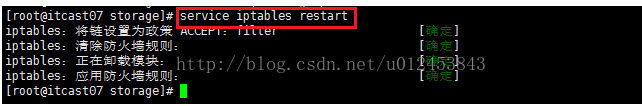 [root@itcast07 storage]# service iptables restart
iptables: 将链设置为政策 ACCEPT: filter [确定]
iptables: 清除防火墙规则: [确定]
iptables: 正在卸载模块: [确定]
iptables: 应用防火墙规则: [确定]
[root@itcast07 storage]#
http://blog.csdn.net/u012453843